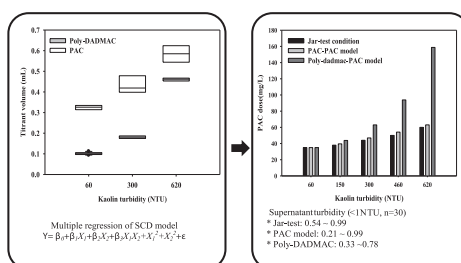 0.7
0.6
0.5
0.4
0.3
0.2
0.1
0.0
Titrant volume (mL)
Poly-DADMAC
PAC
60 300 620
Kaolin turbidity (NTU)
Multiple regression of SCD model
Y= β0+β1X1+β2X2+β3X1X2+X1²+X2²+ε
200
180
160
140
120
100
80
60
40
20
0
PAC dose(mg/L)
Jar-test condition
PAC-PAC model
Poly-dadmac-PAC model
60 150 300 460 620
Kaolin turbidity (NTU)
Supernatant turbidity (<1NTU, n=30)
* Jar-test: 0.54 ~ 0.99
* PAC model: 0.21 ~ 0.99
* Poly-DADMAC: 0.33 ~0.78